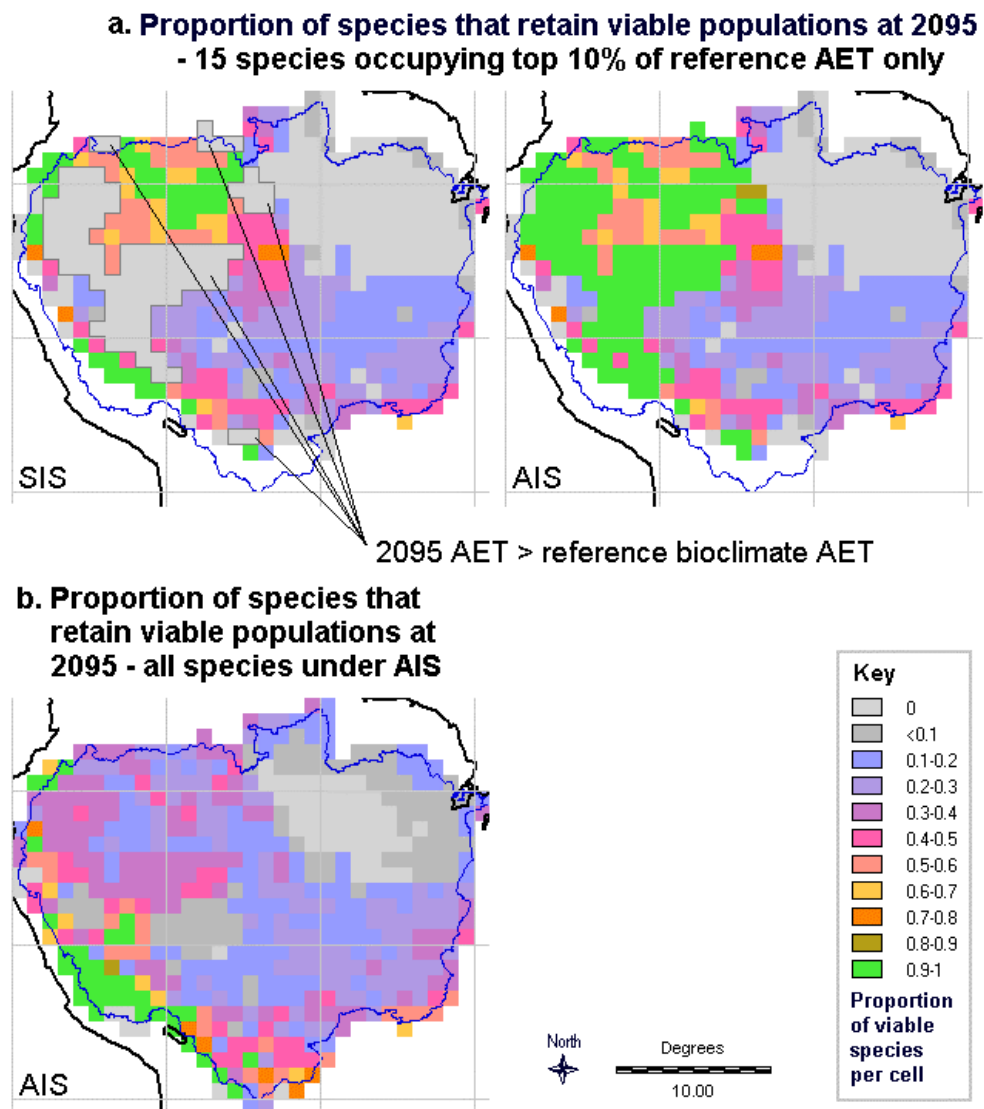 a. Proportion of species that retain viable populations at 2095
- 15 species occupying top 10% of reference AET only
SIS
AIS
2095 AET > reference bioclimate AET
b. Proportion of species that
retain viable populations at
2095 - all species under AIS
AIS
North
Degrees
10.00
Key
0
<0.1
0.1-0.2
0.2-0.3
0.3-0.4
0.4-0.5
0.5-0.6
0.6-0.7
0.7-0.8
0.8-0.9
0.9-1
Proportion
of viable
species
per cell